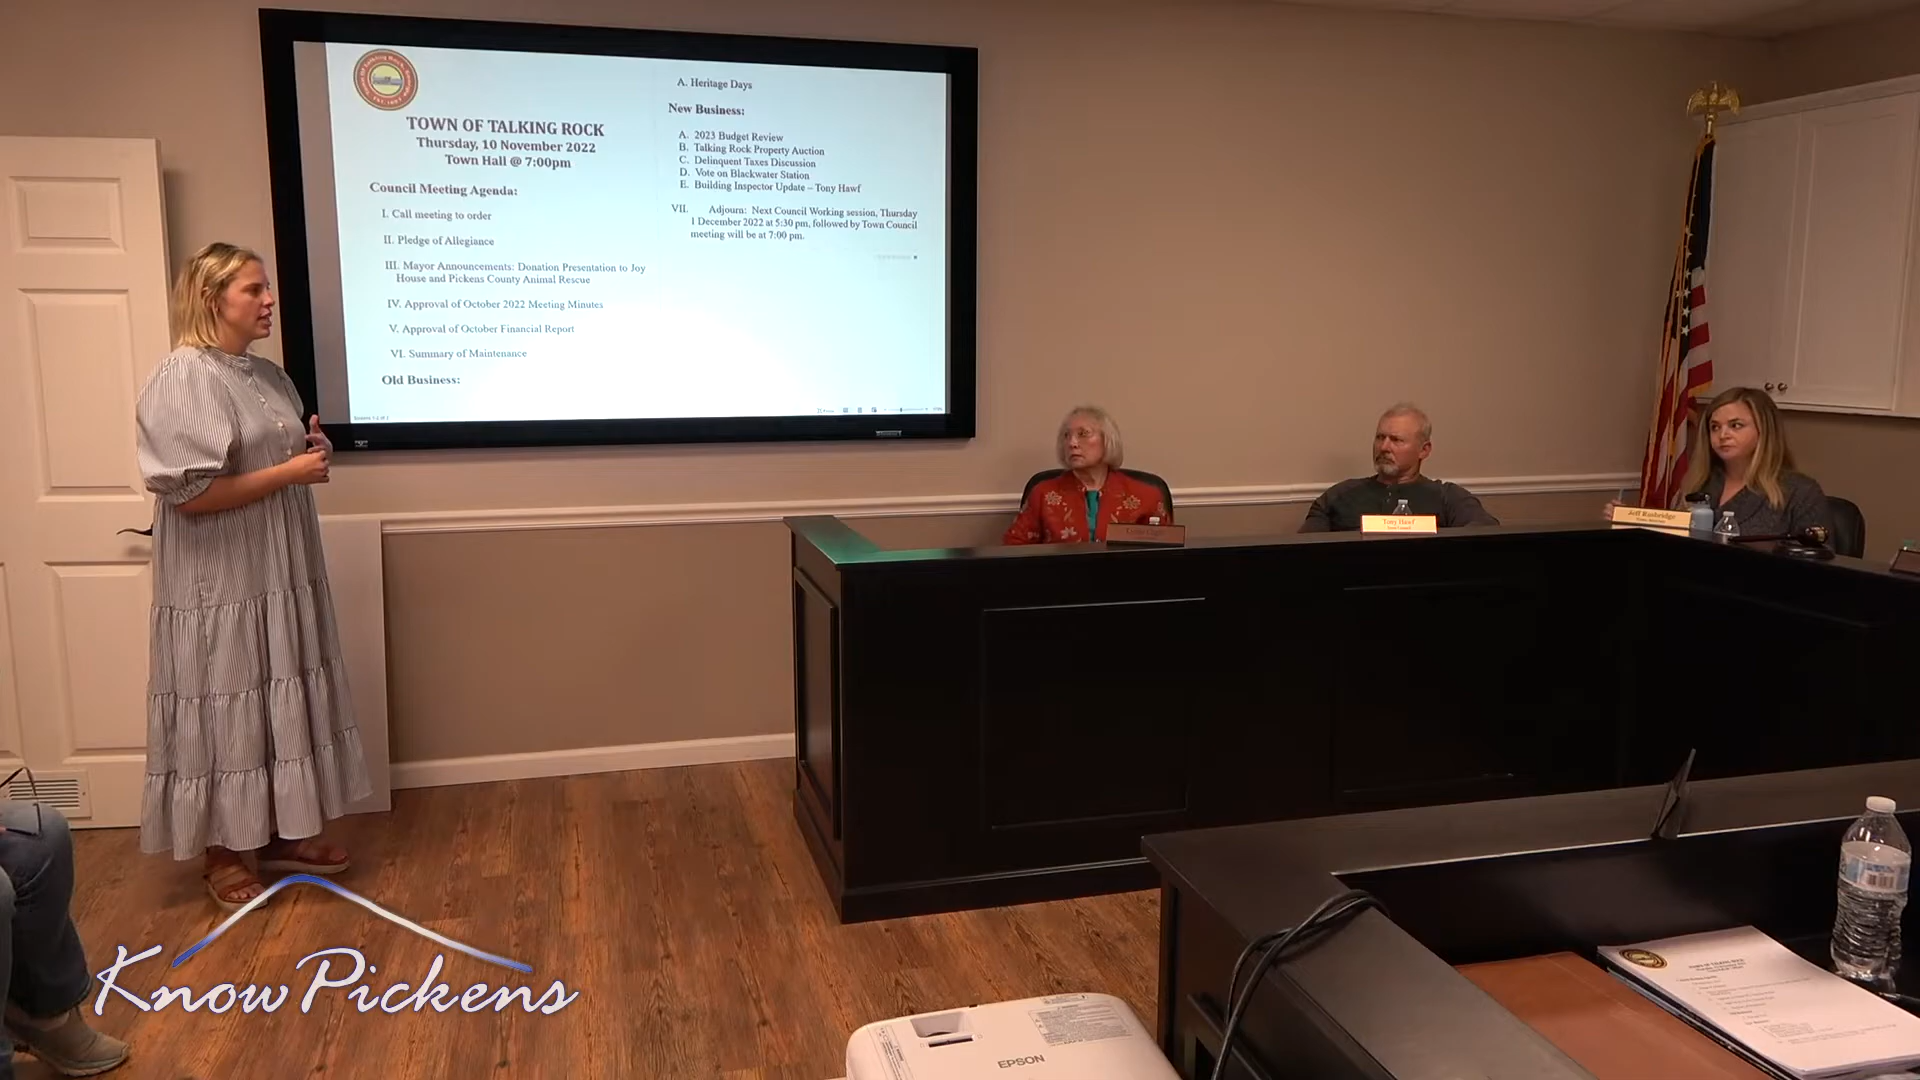 TOWN OF TALKING ROCK
Thursday, 10 November 2022
Town Hall @ 7:00pm
Council Meeting Agenda:
I. Call meeting to order
II. Pledge of Allegiance
III. Mayor Announcements: Donation Presentation to Joy
House and Pickens County Animal Rescue
IV. Approval of October 2022 Meeting Minutes
V. Approval of October Financial Report
VI. Summary of Maintenance
Old Business:
A. Heritage Days
New Business:
A. 2023 Budget Review
B. Talking Rock Property Auction
C. Delinquent Taxes Discussion
D. Vote on Blackwater Station
E. Building Inspector Update – Tony Hawf
VII. Adjourn: Next Council Working session, Thursday
1 December 2022 at 5:30 pm, followed by Town Council
meeting will be at 7:00 pm.
Tony Hawf
Jeff Rusbridge
KnowPickens
EPSON
TOWN OF TALKING ROCK